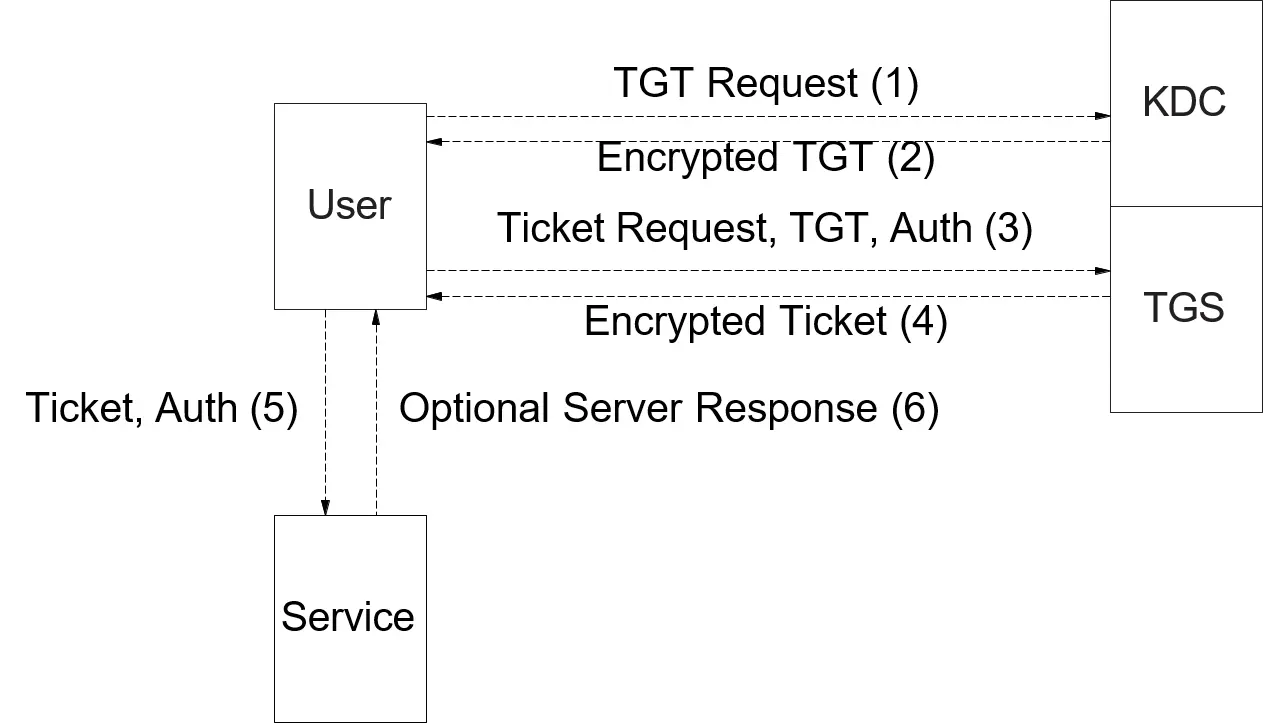 TGT Request (1)
KDC
Encrypted TGT (2)
User
Ticket Request, TGT, Auth (3)
TGS
Encrypted Ticket (4)
Ticket, Auth (5)
Optional Server Response (6)
Service